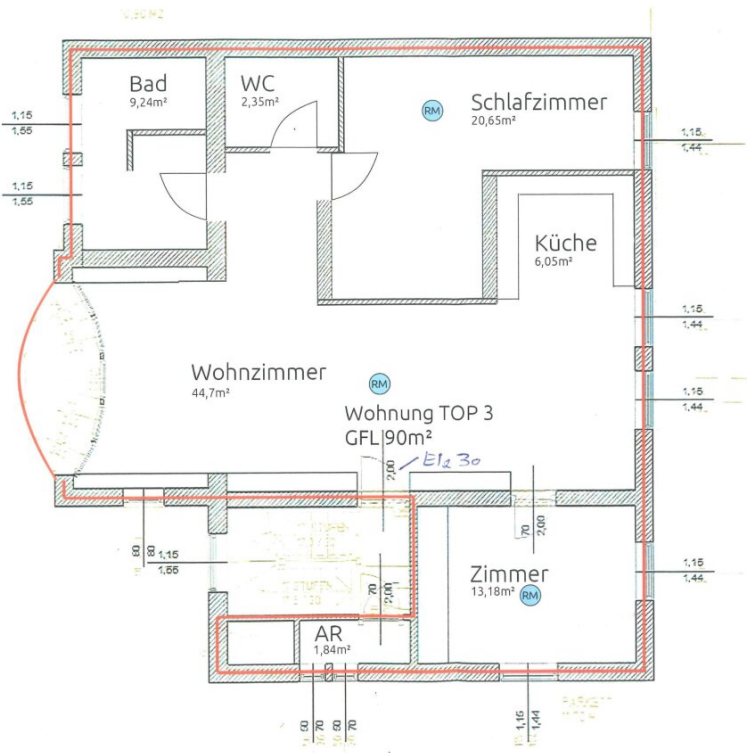 Bad
9,24m²
WC
2,35m²
RM
Schlafzimmer
20,65m²
1,15
1,55
1,15
1,44
1,15
1,55
Küche
6,05m²
1,15
1,44
Wohnzimmer
44,7m²
RM
1,15
1,44
Wohnung TOP 3
GFL 90m²
2,00
EI₂ 30
80
80
1,15
1,55
70
2,00
70
2,00
Zimmer
13,18m²
RM
1,15
1,44
AR
1,84m²
60
70
60
70
1,15
1,44